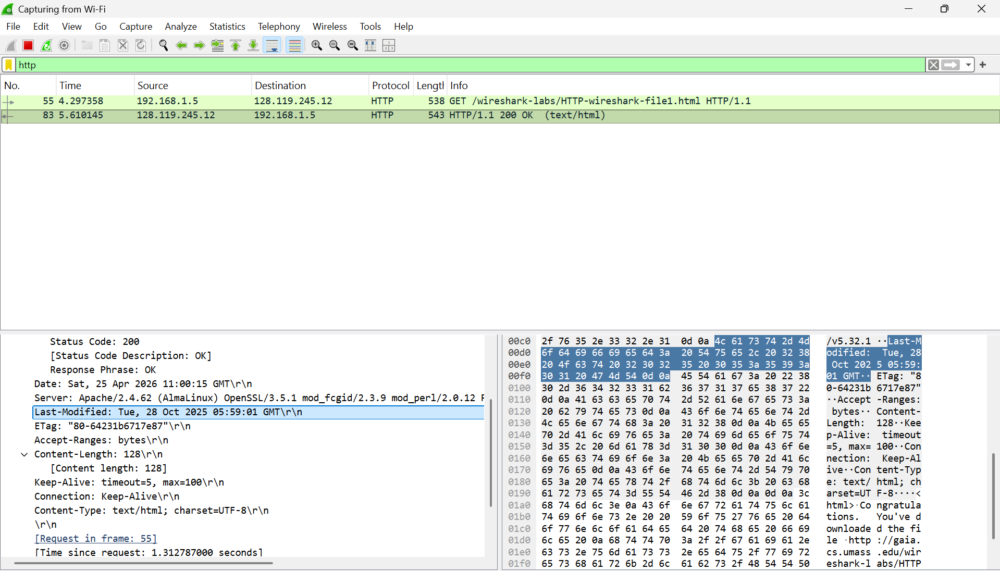 Capturing from Wi-Fi
File Edit View Go Capture Analyze Statistics Telephony Wireless Tools Help
http
No. Time Source Destination Protocol Length Info
55 4.297358 192.168.1.5 128.119.245.12 HTTP 538 GET /wireshark-labs/HTTP-wireshark-file1.html HTTP/1.1
83 5.610145 128.119.245.12 192.168.1.5 HTTP 543 HTTP/1.1 200 OK (text/html)
Status Code: 200
[Status Code Description: OK]
Response Phrase: OK
Date: Sat, 25 Apr 2026 11:00:15 GMT\r\n
Server: Apache/2.4.62 (AlmaLinux) OpenSSL/3.5.1 mod_fcgid/2.3.9 mod_perl/2.0.12
Last-Modified: Tue, 28 Oct 2025 05:59:01 GMT\r\n
ETag: "80-64231b6717e87"\r\n
Accept-Ranges: bytes\r\n
Content-Length: 128\r\n
[Content length: 128]
Keep-Alive: timeout=5, max=100\r\n
Connection: Keep-Alive\r\n
Content-Type: text/html; charset=UTF-8\r\n
\r\n
[Request in frame: 55]
[Time since request: 1.312787000 seconds]
00c0 2f 76 35 2e 33 32 2e 31 0d 0a 4c 61 73 74 2d 4d /v5.32.1 ··Last-M
00d0 6f 64 69 66 69 65 64 3a 20 54 75 65 2c 20 32 38 odified: Tue, 28
00e0 20 4f 63 74 20 32 30 32 35 20 30 35 3a 35 39 3a Oct 202 5 05:59:
00f0 30 31 20 47 4d 54 0d 0a 45 54 61 67 3a 20 22 38 01 GMT·· ETag: "8
0100 30 2d 36 34 32 33 31 62 36 37 31 37 65 38 37 22 0-64231b 6717e87"
0110 0d 0a 41 63 63 65 70 74 2d 52 61 6e 67 65 73 3a ··Accept -Ranges:
0120 20 62 79 74 65 73 0d 0a 43 6f 6e 74 65 6e 74 2d bytes·· Content-
0130 4c 65 6e 67 74 68 3a 20 31 32 38 0d 0a 4b 65 65 Length: 128··Kee
0140 70 2d 41 6c 69 76 65 3a 20 74 69 6d 65 6f 75 74 p-Alive: timeout
0150 3d 35 2c 20 6d 61 78 3d 31 30 30 0d 0a 43 6f 6e =5, max= 100··Con
0160 6e 65 63 74 69 6f 6e 3a 20 4b 65 65 70 2d 41 6c nection: Keep-Al
0170 69 76 65 0d 0a 43 6f 6e 74 65 6e 74 2d 54 79 70 ive··Con tent-Typ
0180 65 3a 20 74 65 78 74 2f 68 74 6d 6c 3b 20 63 68 e: text/ html; ch
0190 61 72 73 65 74 3d 55 54 46 2d 38 0d 0a 0d 0a 3c arset=UT F-8····<
01a0 68 74 6d 6c 3e 0a 43 6f 6e 67 72 61 74 75 6c 61 html>·Co ngratula
01b0 74 69 6f 6e 73 2e 20 20 59 6f 75 27 76 65 20 64 tions. You've d
01c0 6f 77 6e 6c 6f 61 64 65 64 20 74 68 65 20 66 69 ownloade d the fi
01d0 6c 65 20 0a 68 74 74 70 3a 2f 2f 67 61 69 61 2e le ·http ://gaia.
01e0 63 73 2e 75 6d 61 73 73 2e 65 64 75 2f 77 69 72 cs.umass .edu/wir
01f0 65 73 68 61 72 6b 2d 6c 61 62 73 2f 48 54 54 50 eshark-l abs/HTTP